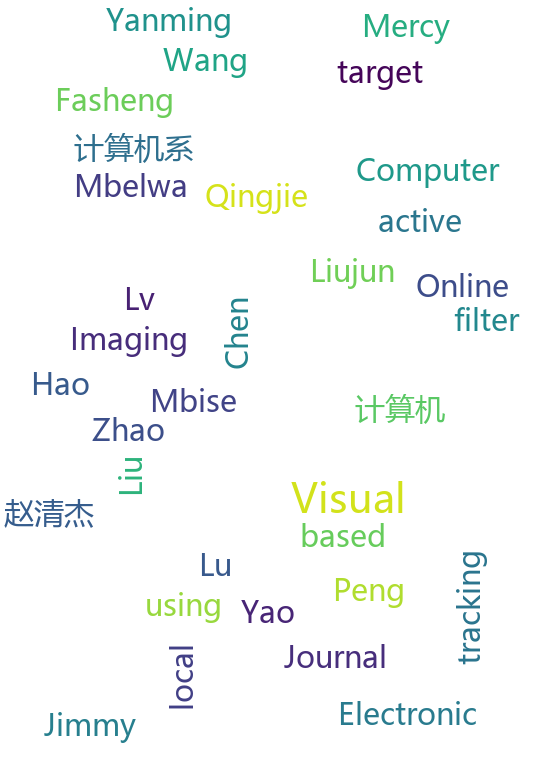 Yanming
Mercy
Wang
target
Fasheng
计算机系
Computer
Mbelwa
Qingjie
active
Liujun
Online
Lv
filter
Chen
Imaging
Hao
Mbise
计算机
Zhao
Liu
Visual
赵清杰
based
Lu
tracking
Peng
using
Yao
Journal
local
Electronic
Jimmy